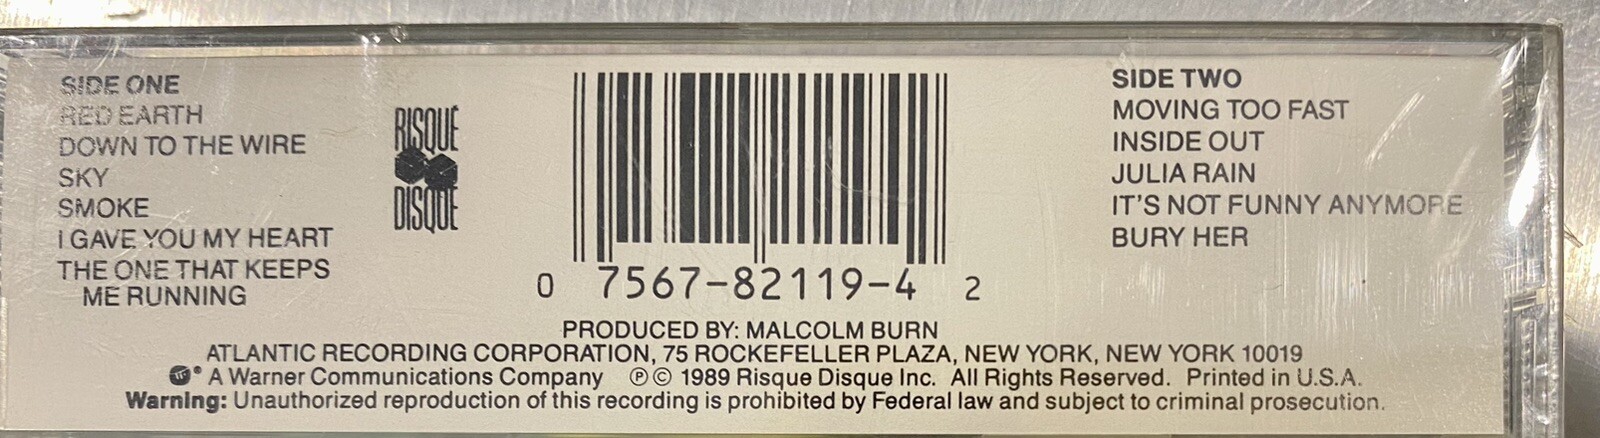 SIDE ONE
RED EARTH
DOWN TO THE WIRE
SKY
SMOKE
I GAVE YOU MY HEART
THE ONE THAT KEEPS
ME RUNNING
RISQUÉ
DISQUE
0 7567-82119-4 2
SIDE TWO
MOVING TOO FAST
INSIDE OUT
JULIA RAIN
IT'S NOT FUNNY ANYMORE
BURY HER
PRODUCED BY: MALCOLM BURN
ATLANTIC RECORDING CORPORATION, 75 ROCKEFELLER PLAZA, NEW YORK, NEW YORK 10019
® A Warner Communications Company ℗© 1989 Risque Disque Inc. All Rights Reserved. Printed in U.S.A.
Warning: Unauthorized reproduction of this recording is prohibited by Federal law and subject to criminal prosecution.